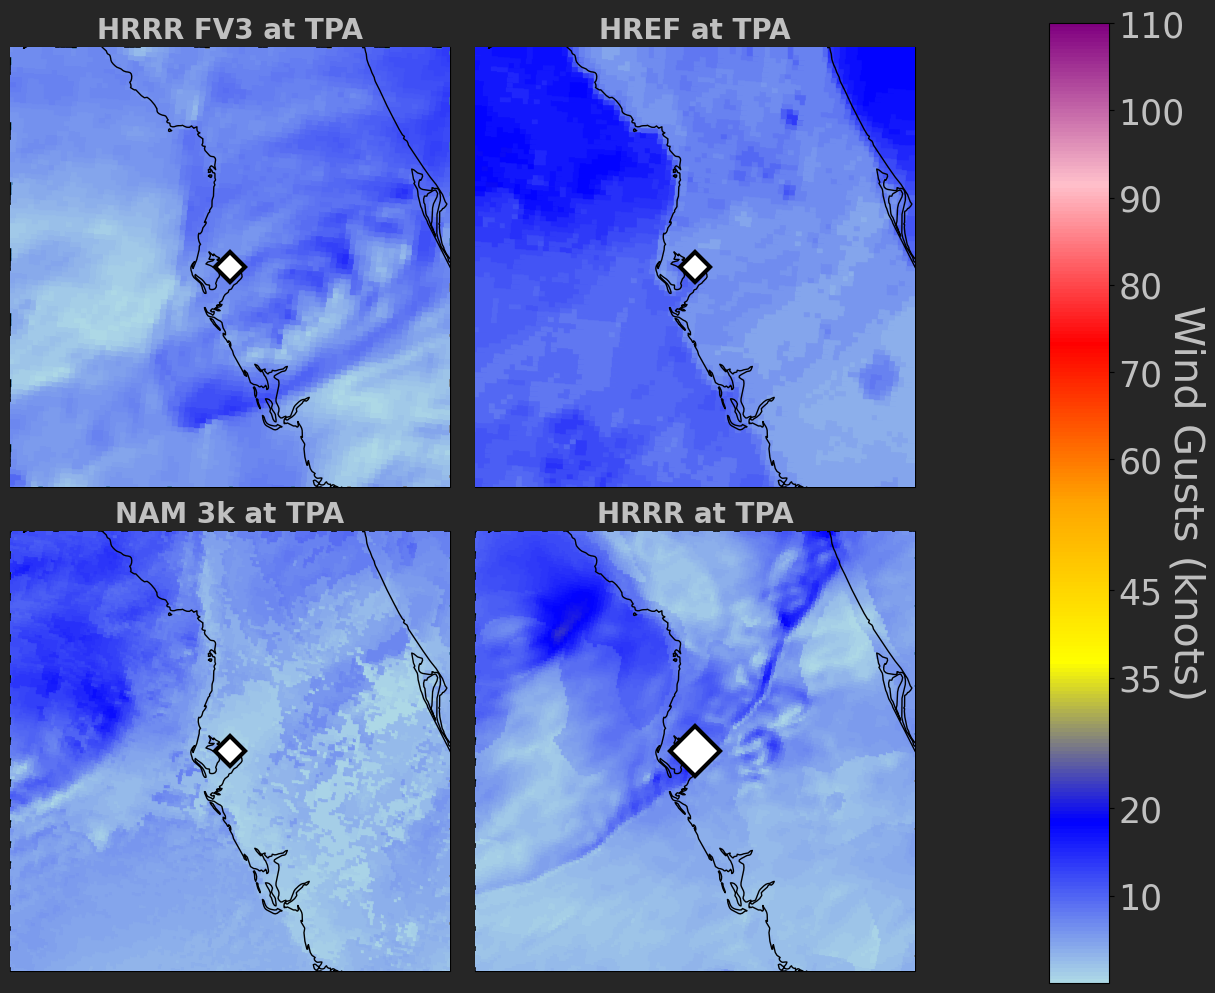 HRRR FV3 at TPA
HREF at TPA
NAM 3k at TPA
HRRR at TPA
110
100
90
80
70
60
45
35
20
10
Wind Gusts (knots)